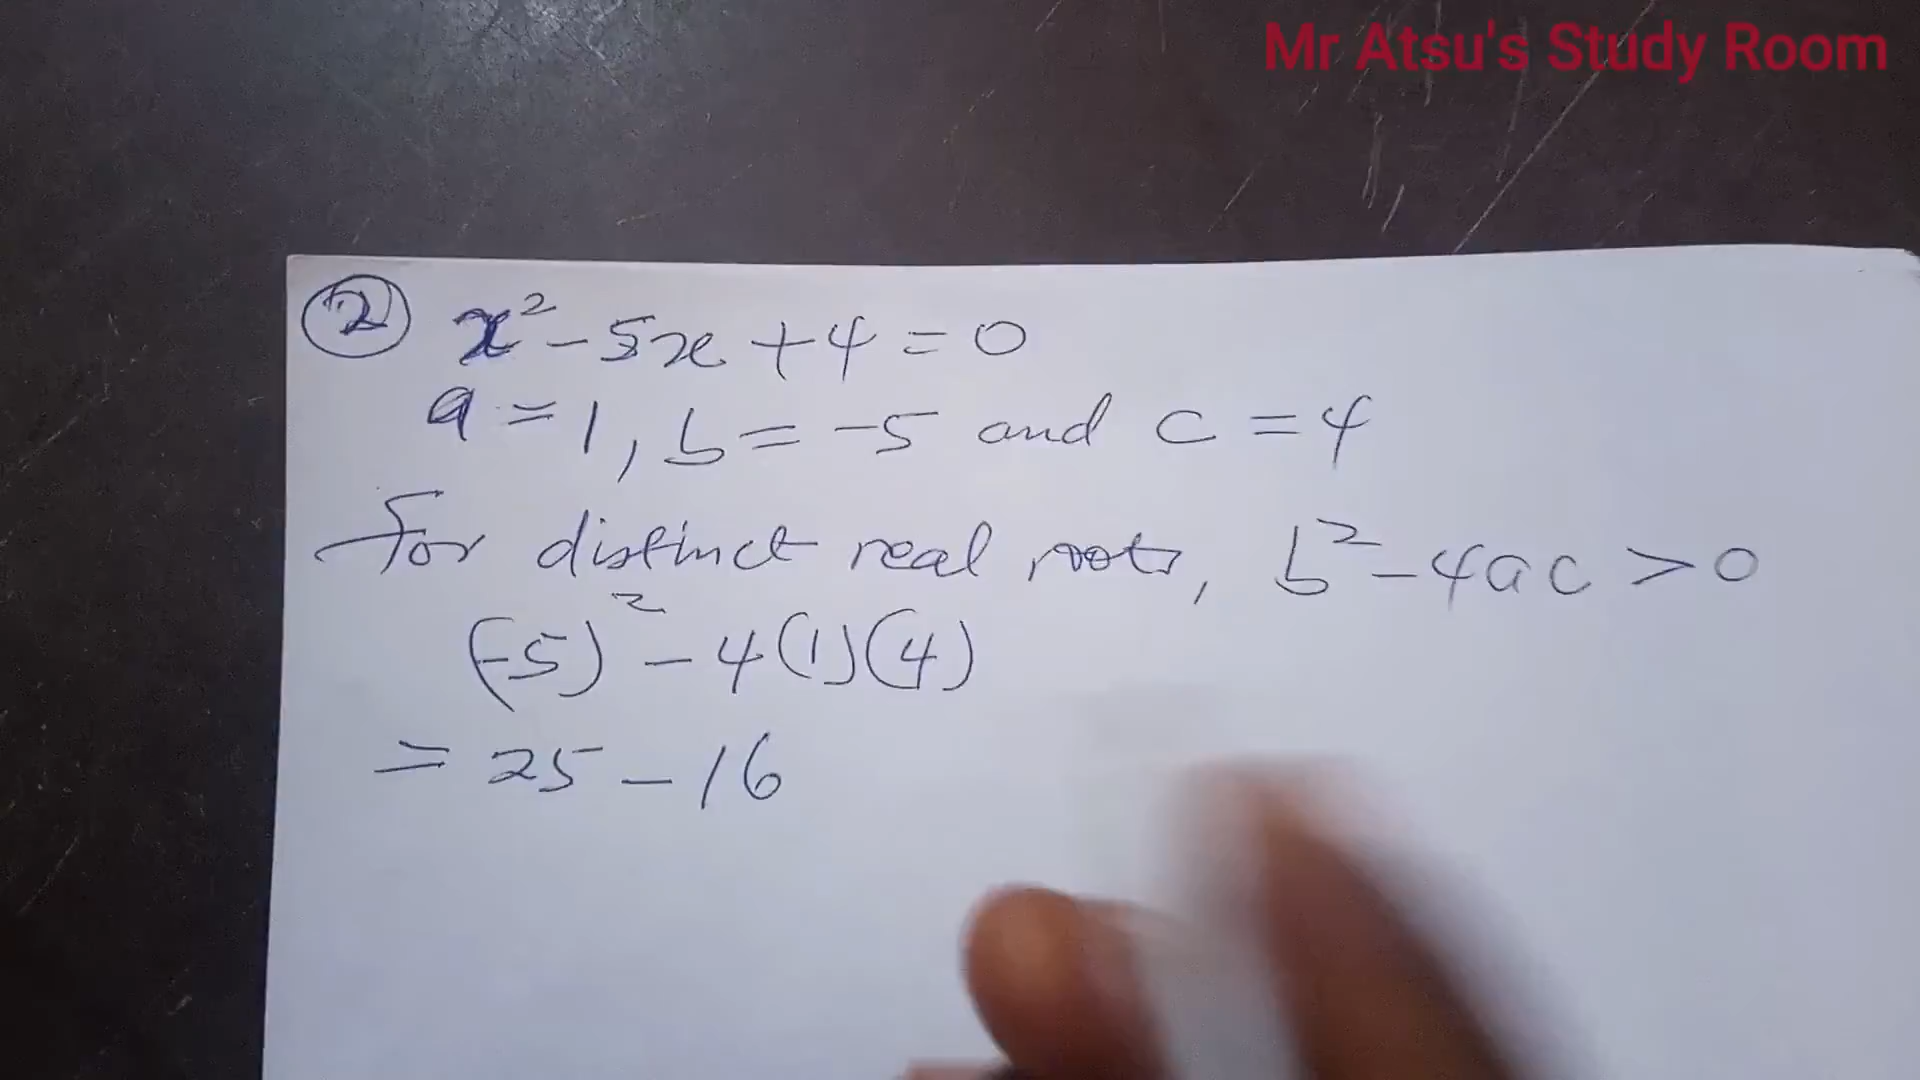 Mr Atsu's Study Room
② x² - 5x + 4 = 0
a = 1, b = -5 and c = 4
For distinct real roots, b² - 4ac > 0
(-5)² - 4(1)(4)
= 25 - 16